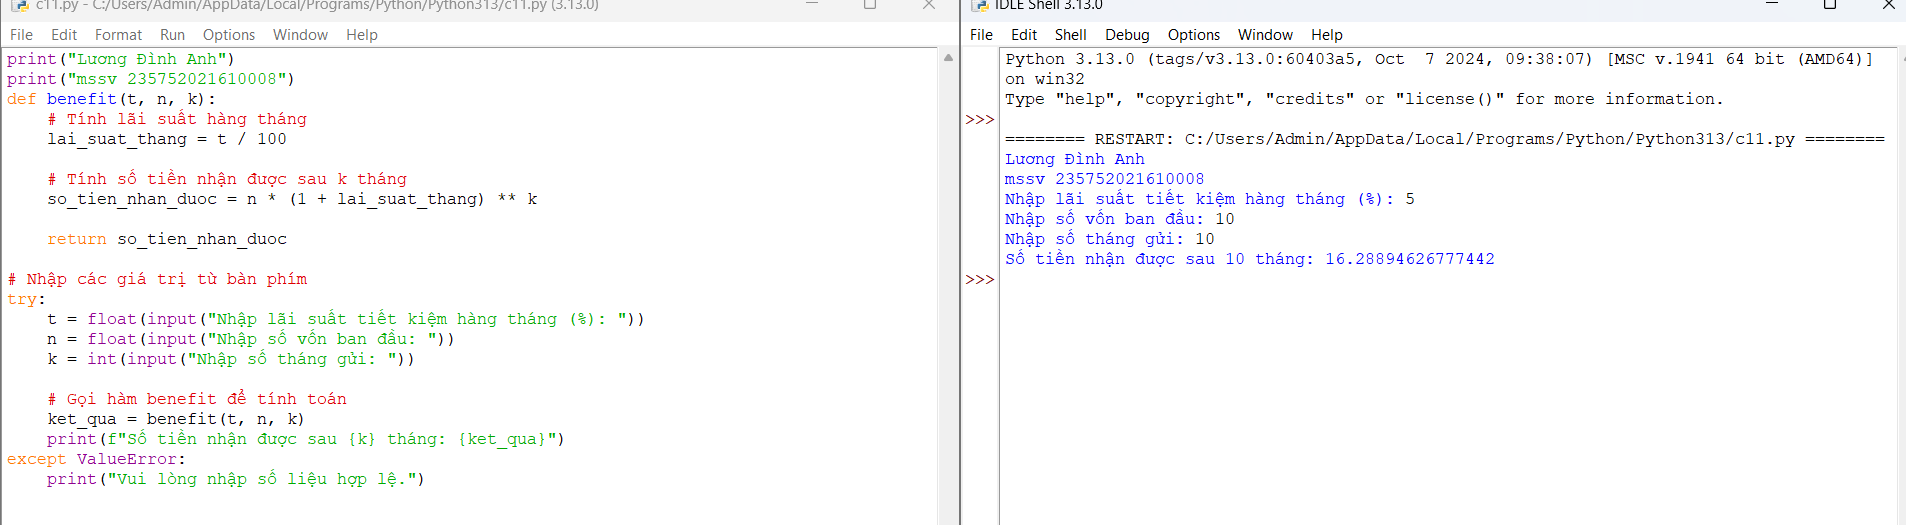 c11.py - C:/Users/Admin/AppData/Local/Programs/Python/Python313/c11.py (3.13.0)
File Edit Format Run Options Window Help
print("Lương Đình Anh")
print("mssv 235752021610008")
def benefit(t, n, k):
    # Tính lãi suất hàng tháng
    lai_suat_thang = t / 100
    # Tính số tiền nhận được sau k tháng
    so_tien_nhan_duoc = n * (1 + lai_suat_thang) ** k
    return so_tien_nhan_duoc
# Nhập các giá trị từ bàn phím
try:
    t = float(input("Nhập lãi suất tiết kiệm hàng tháng (%): "))
    n = float(input("Nhập số vốn ban đầu: "))
    k = int(input("Nhập số tháng gửi: "))
    # Gọi hàm benefit để tính toán
    ket_qua = benefit(t, n, k)
    print(f"Số tiền nhận được sau {k} tháng: {ket_qua}")
except ValueError:
    print("Vui lòng nhập số liệu hợp lệ.")
IDLE Shell 3.13.0
File Edit Shell Debug Options Window Help
Python 3.13.0 (tags/v3.13.0:60403a5, Oct  7 2024, 09:38:07) [MSC v.1941 64 bit (AMD64)]
on win32
Type "help", "copyright", "credits" or "license()" for more information.
>>>
======== RESTART: C:/Users/Admin/AppData/Local/Programs/Python/Python313/c11.py ========
Lương Đình Anh
mssv 235752021610008
Nhập lãi suất tiết kiệm hàng tháng (%): 5
Nhập số vốn ban đầu: 10
Nhập số tháng gửi: 10
Số tiền nhận được sau 10 tháng: 16.28894626777442
>>>